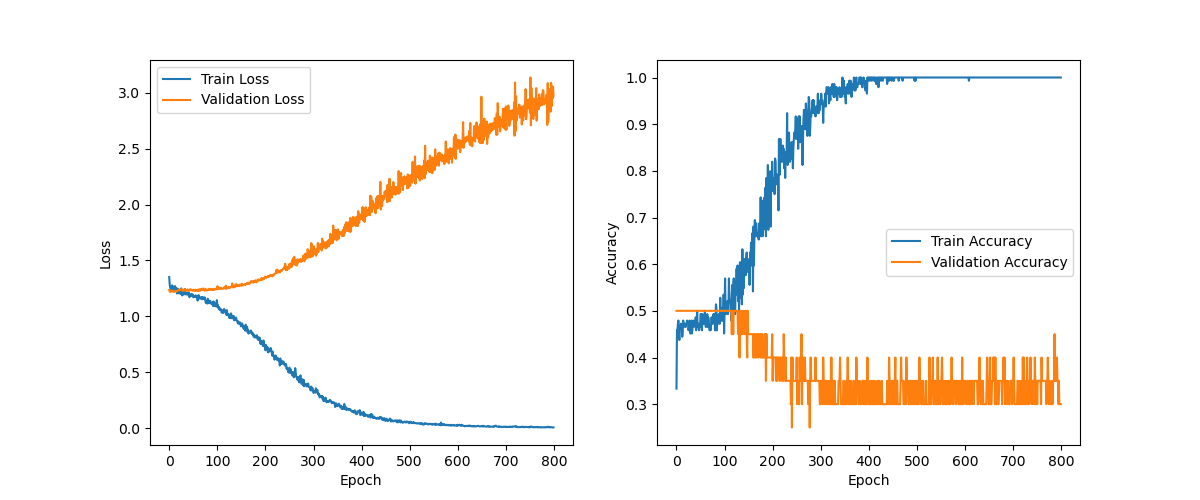 Train Loss
Validation Loss
3.0
2.5
2.0
1.5
1.0
0.5
0.0
Loss
0 100 200 300 400 500 600 700 800
Epoch
1.0
0.9
0.8
0.7
0.6
0.5
0.4
0.3
Accuracy
Train Accuracy
Validation Accuracy
0 100 200 300 400 500 600 700 800
Epoch